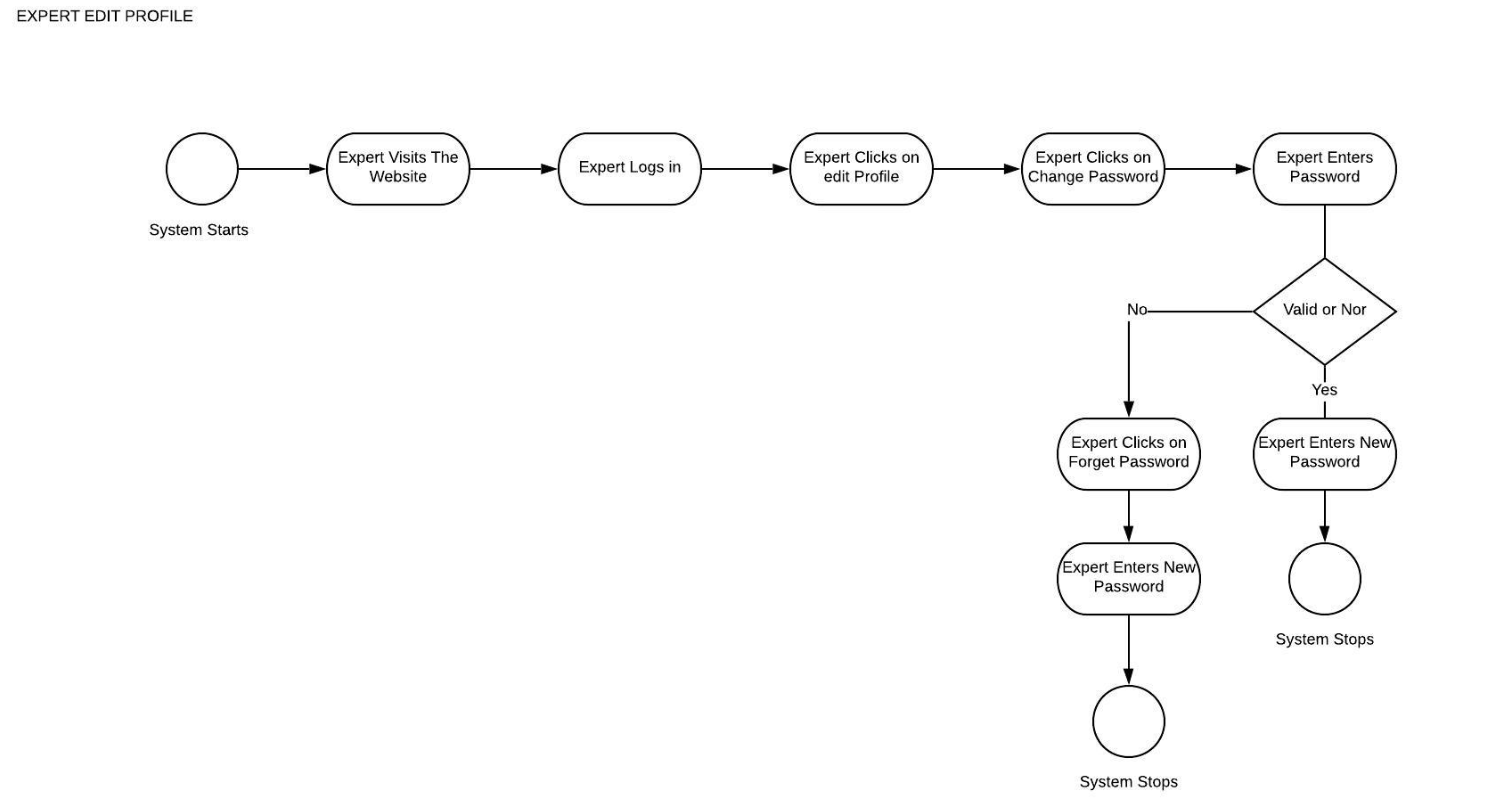 EXPERT EDIT PROFILE
Expert Visits The
Website
Expert Logs in
Expert Clicks on
edit Profile
Expert Clicks on
Change Password
Expert Enters
Password
System Starts
No
Valid or Nor
Yes
Expert Clicks on
Forget Password
Expert Enters New
Password
Expert Enters New
Password
System Stops
System Stops